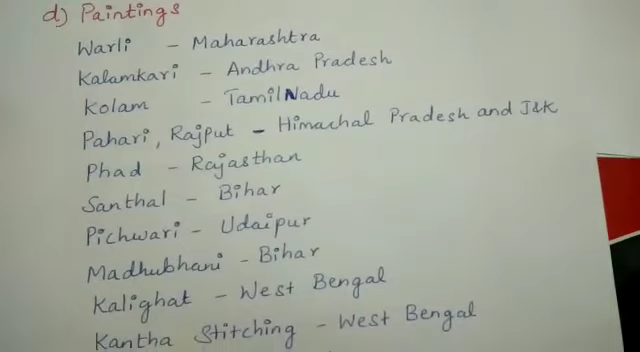 d) Paintings
Warli - Maharashtra
Kalamkari - Andhra Pradesh
Kolam - TamilNadu
Pahari, Rajput - Himachal Pradesh and J&K
Phad - Rajasthan
Santhal - Bihar
Pichwari - Udaipur
Madhubhani - Bihar
Kalighat - West Bengal
Kantha Stitching - West Bengal